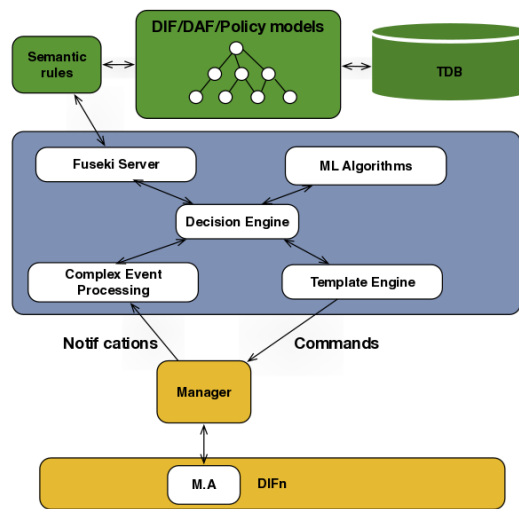 DIF/DAF/Policy models
Semantic
rules
TDB
Fuseki Server
ML Algorithms
Decision Engine
Complex Event
Processing
Template Engine
Notif cations
Commands
Manager
M.A
DIFn